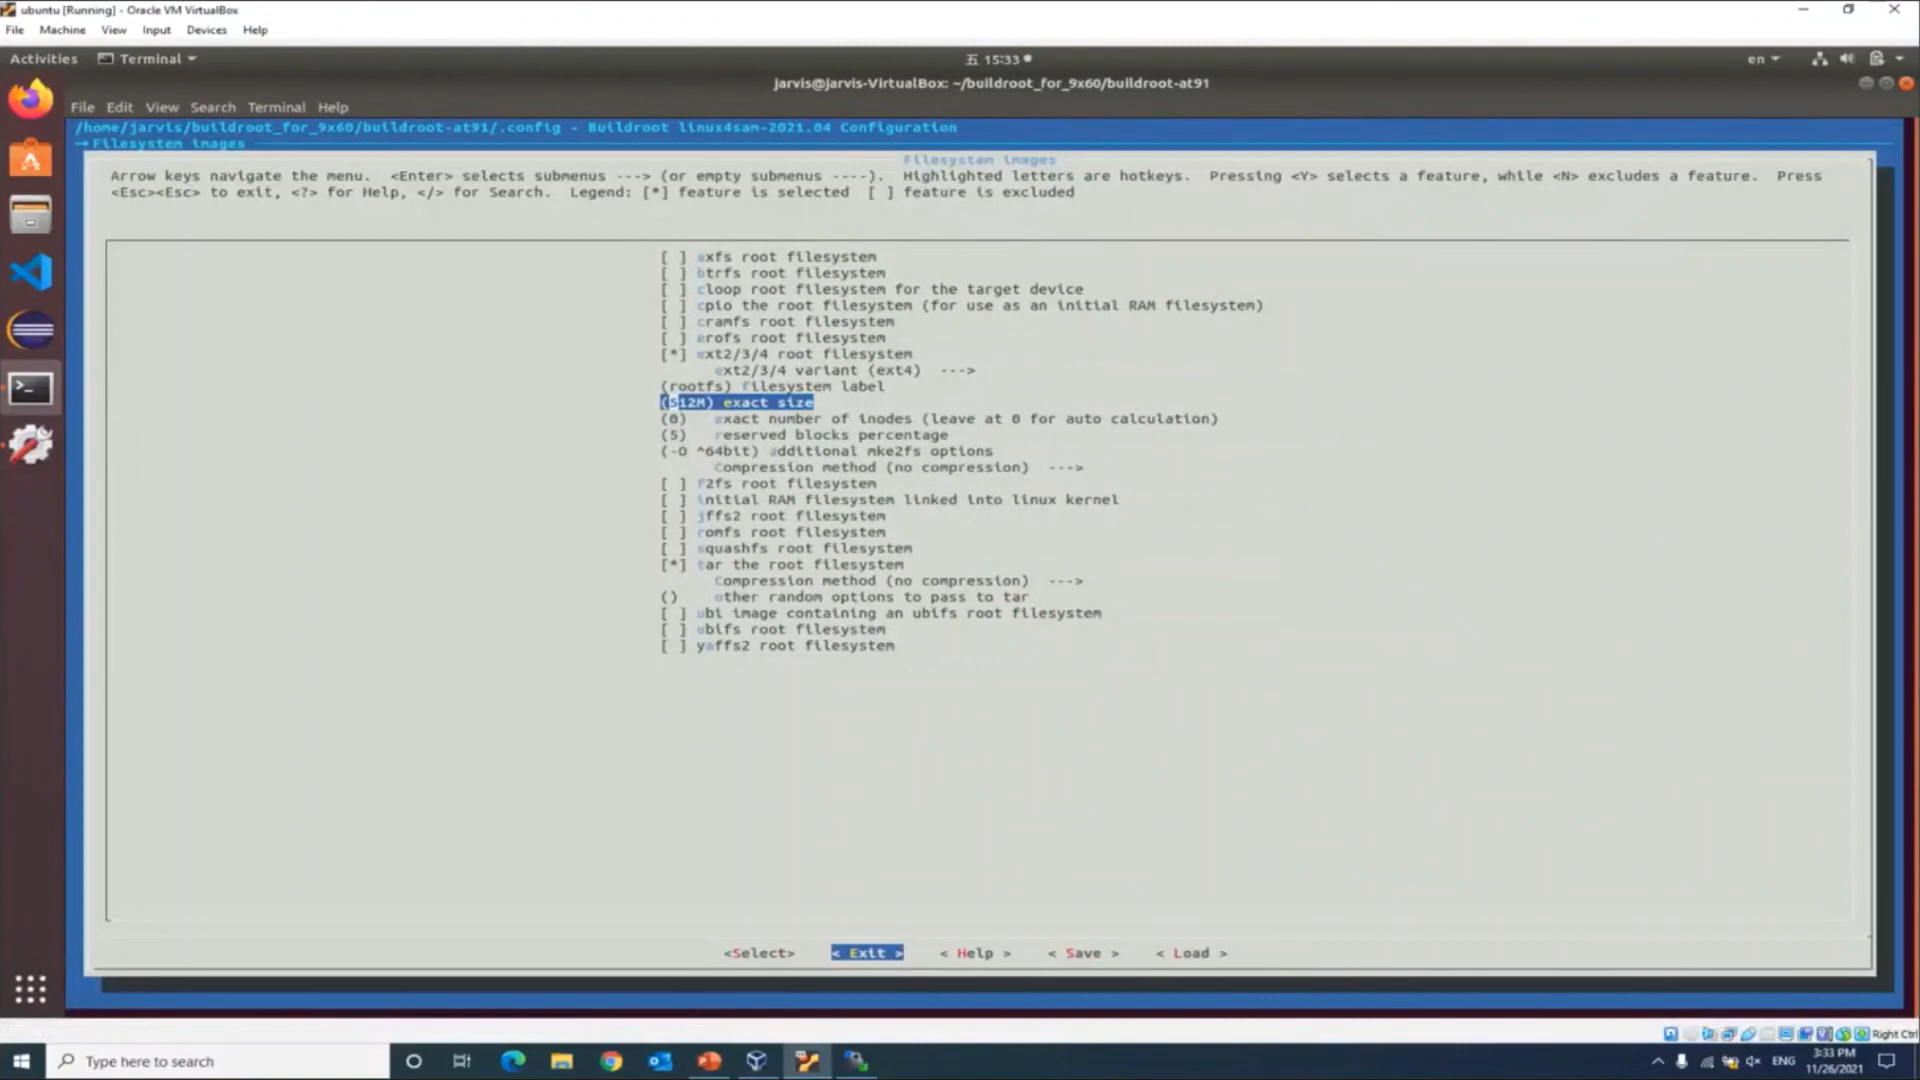 ubuntu [Running] - Oracle VM VirtualBox
File Machine View Input Devices Help
Activities Terminal 五 15:33 en
jarvis@jarvis-VirtualBox: ~/buildroot_for_9x60/buildroot-at91
File Edit View Search Terminal Help
/home/jarvis/buildroot_for_9x60/buildroot-at91/.config - Buildroot linux4sam-2021.04 Configuration
→ Filesystem images
Filesystem images
Arrow keys navigate the menu. <Enter> selects submenus ---> (or empty submenus ----). Highlighted letters are hotkeys. Pressing <Y> selects a feature, while <N> excludes a feature. Press
<Esc><Esc> to exit, <?> for Help, </> for Search. Legend: [*] feature is selected [ ] feature is excluded
[ ] axfs root filesystem
[ ] btrfs root filesystem
[ ] cloop root filesystem for the target device
[ ] cpio the root filesystem (for use as an initial RAM filesystem)
[ ] cramfs root filesystem
[ ] erofs root filesystem
[*] ext2/3/4 root filesystem
ext2/3/4 variant (ext4) --->
(rootfs) filesystem label
(512M) exact size
(0) exact number of inodes (leave at 0 for auto calculation)
(5) reserved blocks percentage
(-O ^64bit) additional mke2fs options
Compression method (no compression) --->
[ ] f2fs root filesystem
[ ] initial RAM filesystem linked into linux kernel
[ ] jffs2 root filesystem
[ ] romfs root filesystem
[ ] squashfs root filesystem
[*] tar the root filesystem
Compression method (no compression) --->
() other random options to pass to tar
[ ] ubi image containing an ubifs root filesystem
[ ] ubifs root filesystem
[ ] yaffs2 root filesystem
<Select> < Exit > < Help > < Save > < Load >
Right Ctrl
Type here to search
ENG
3:33 PM
11/26/2021